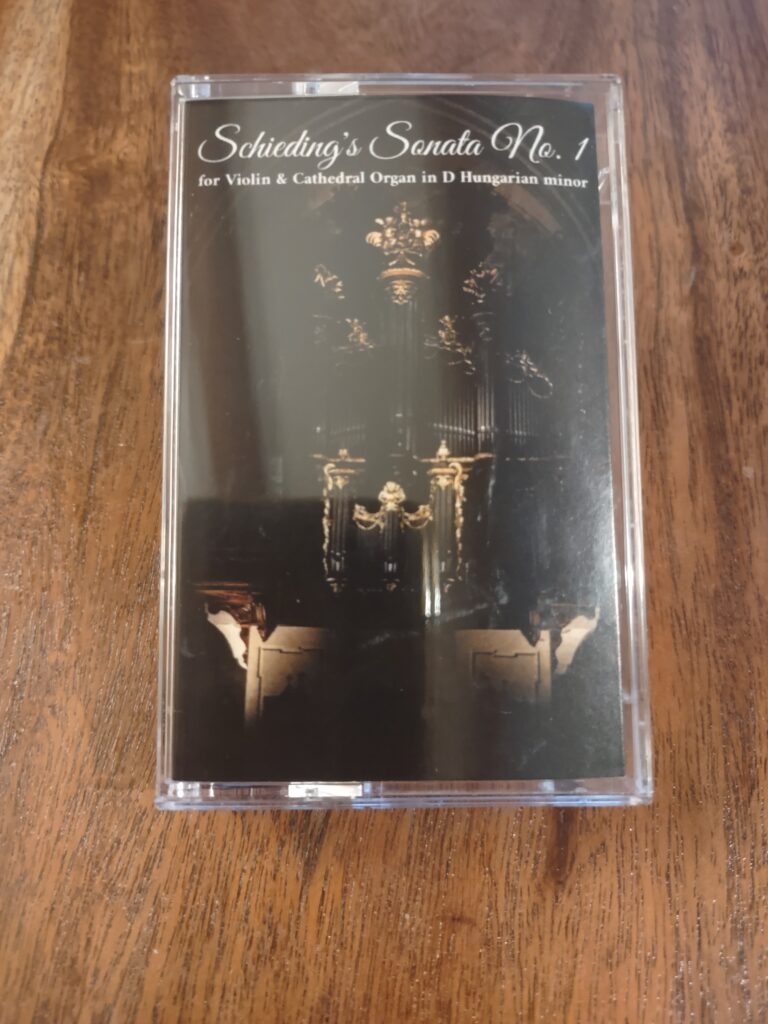 Schieding's Sonata No. 1
for Violin & Cathedral Organ in D Hungarian minor